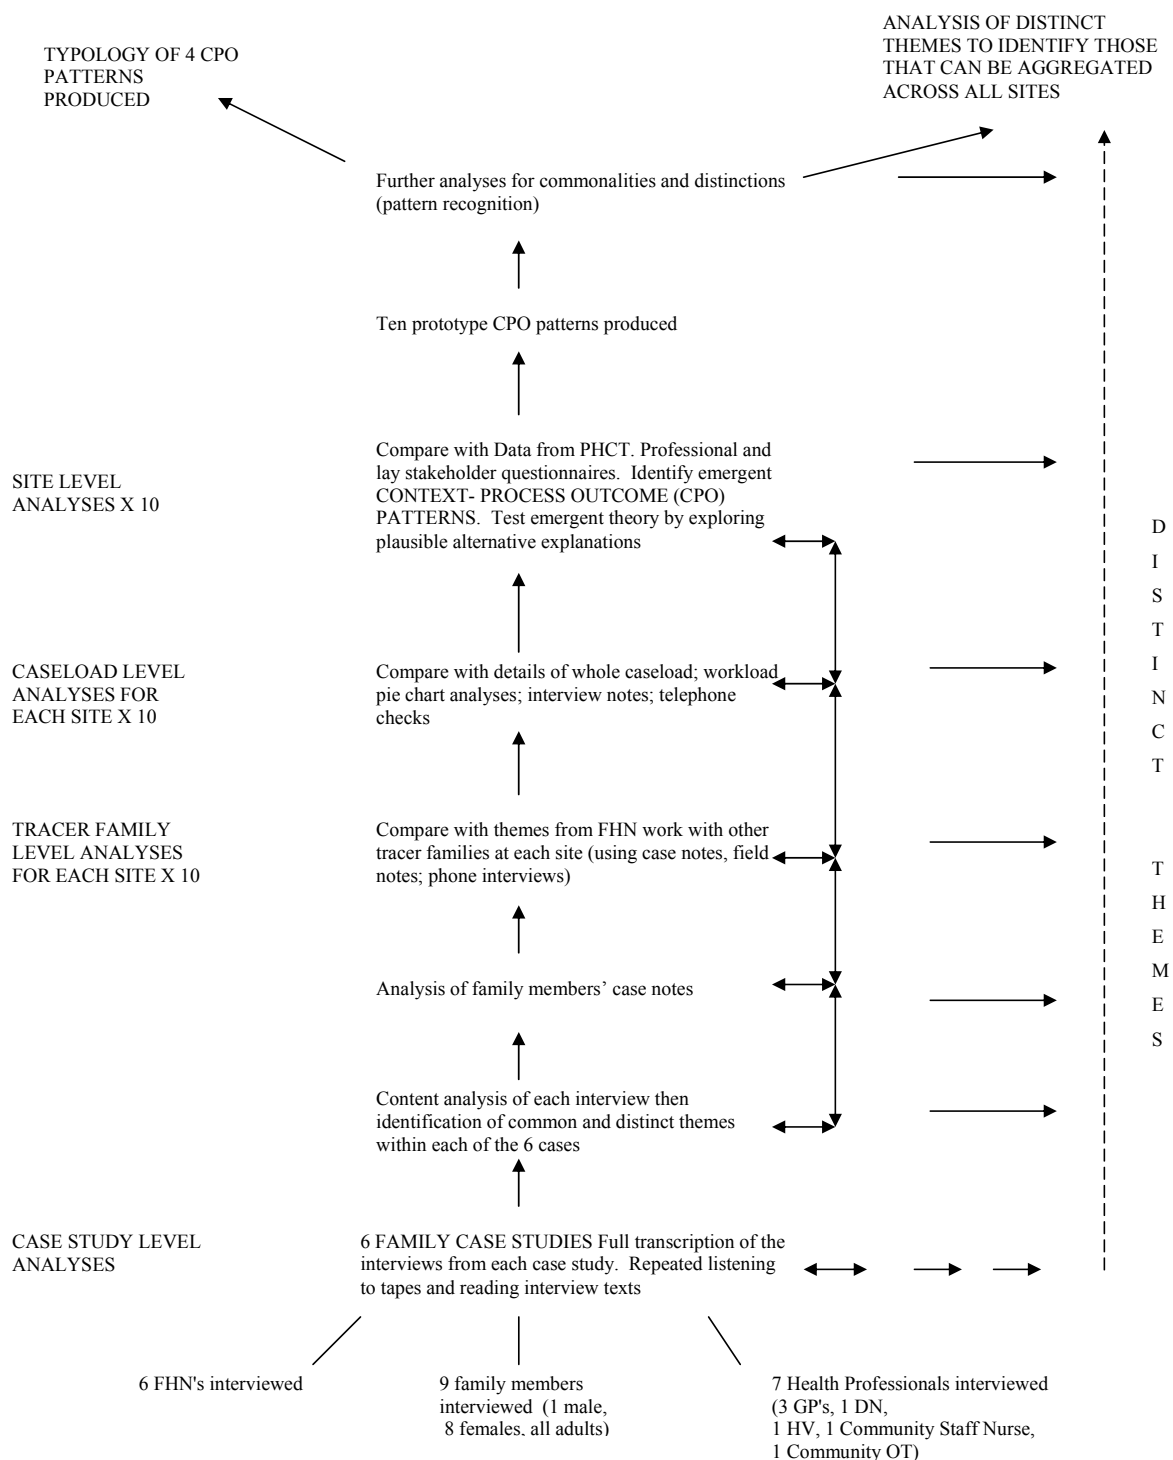 TYPOLOGY OF 4 CPO
PATTERNS
PRODUCED
ANALYSIS OF DISTINCT
THEMES TO IDENTIFY THOSE
THAT CAN BE AGGREGATED
ACROSS ALL SITES
Further analyses for commonalities and distinctions
(pattern recognition)
Ten prototype CPO patterns produced
SITE LEVEL
ANALYSES X 10
Compare with Data from PHCT. Professional and
lay stakeholder questionnaires.  Identify emergent
CONTEXT- PROCESS OUTCOME (CPO)
PATTERNS.  Test emergent theory by exploring
plausible alternative explanations
CASELOAD LEVEL
ANALYSES FOR
EACH SITE X 10
Compare with details of whole caseload; workload
pie chart analyses; interview notes; telephone
checks
TRACER FAMILY
LEVEL ANALYSES
FOR EACH SITE X 10
Compare with themes from FHN work with other
tracer families at each site (using case notes, field
notes; phone interviews)
Analysis of family members’ case notes
Content analysis of each interview then
identification of common and distinct themes
within each of the 6 cases
CASE STUDY LEVEL
ANALYSES
6 FAMILY CASE STUDIES Full transcription of the
interviews from each case study.  Repeated listening
to tapes and reading interview texts
6 FHN's interviewed
9 family members
interviewed  (1 male,
8 females, all adults)
7 Health Professionals interviewed
(3 GP's, 1 DN,
1 HV, 1 Community Staff Nurse,
1 Community OT)
D
I
S
T
I
N
C
T
T
H
E
M
E
S